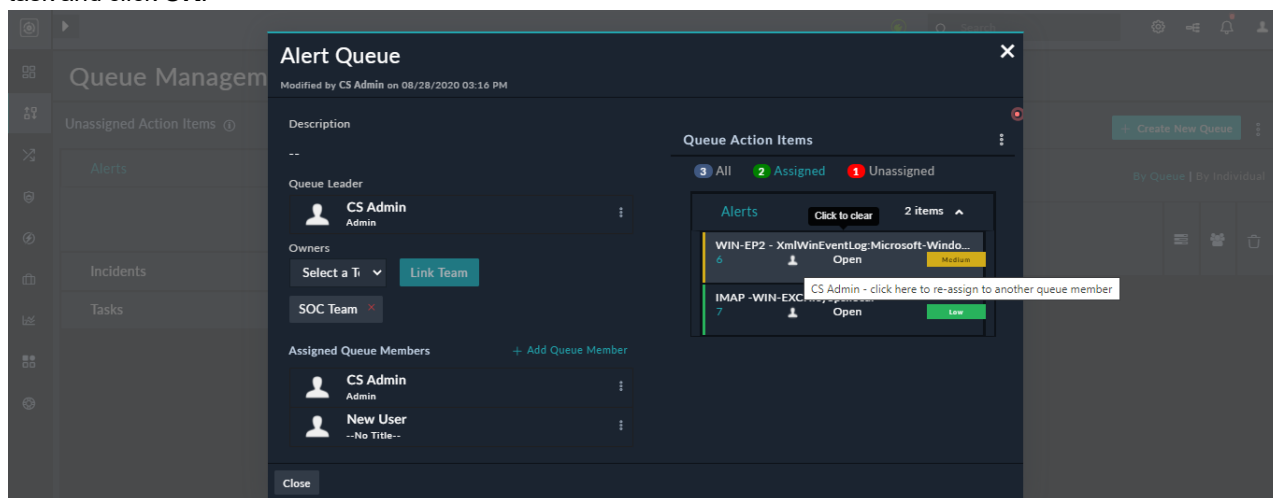 Search
Queue Managem
Unassigned Action Items
+ Create New Queue
Alerts
By Queue | By Individual
Incidents
Tasks
Alert Queue
Modified by CS Admin on 08/28/2020 03:16 PM
Description
--
Queue Leader
CS Admin
Admin
Owners
Select a T
Link Team
SOC Team ×
Assigned Queue Members
+ Add Queue Member
CS Admin
Admin
New User
--No Title--
Close
Queue Action Items
3 All 2 Assigned 1 Unassigned
Alerts
Click to clear
2 items
WIN-EP2 - XmlWinEventLog:Microsoft-Windo...
6 Open Medium
CS Admin - click here to re-assign to another queue member
IMAP -WIN-EXC
7 Open Low